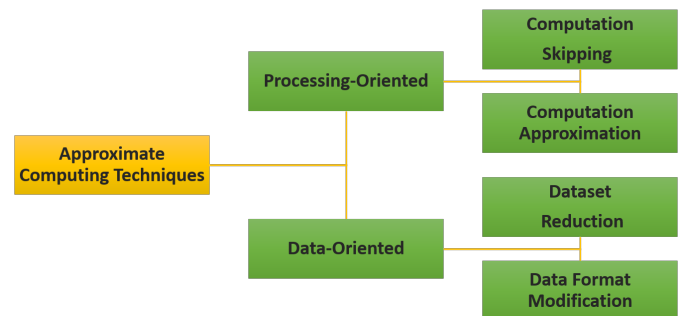 Computation
Skipping
Processing-Oriented
Computation
Approximation
Approximate
Computing Techniques
Dataset
Reduction
Data-Oriented
Data Format
Modification